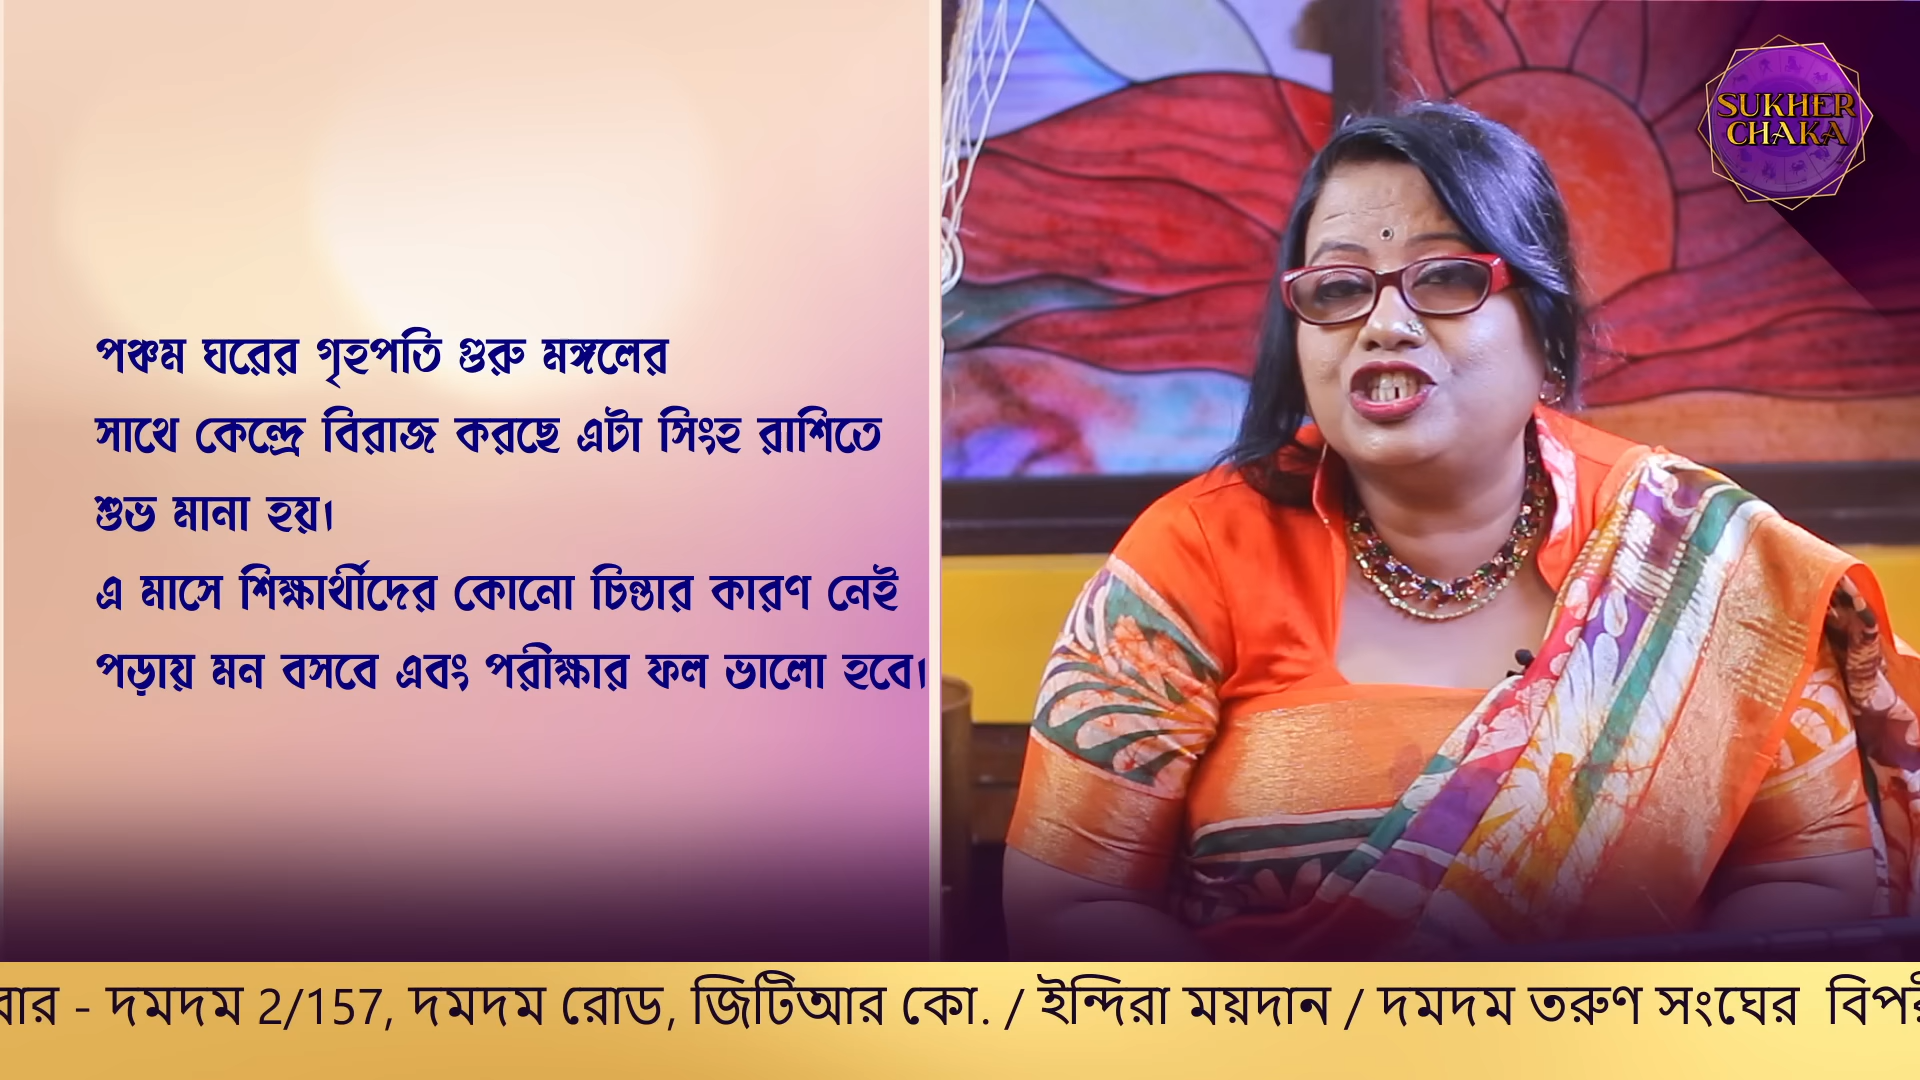 SUKHER
CHAKA
পঞ্চম ঘরের গৃহপতি গুরু মঙ্গলের
সাথে কেন্দ্রে বিরাজ করছে এটা সিংহ রাশিতে
শুভ মানা হয়।
এ মাসে শিক্ষার্থীদের কোনো চিন্তার কারণ নেই
পড়ায় মন বসবে এবং পরীক্ষার ফল ভালো হবে।
- দমদম 2/157, দমদম রোড, জিটিআর কো. / ইন্দিরা ময়দান / দমদম তরুণ সংঘের